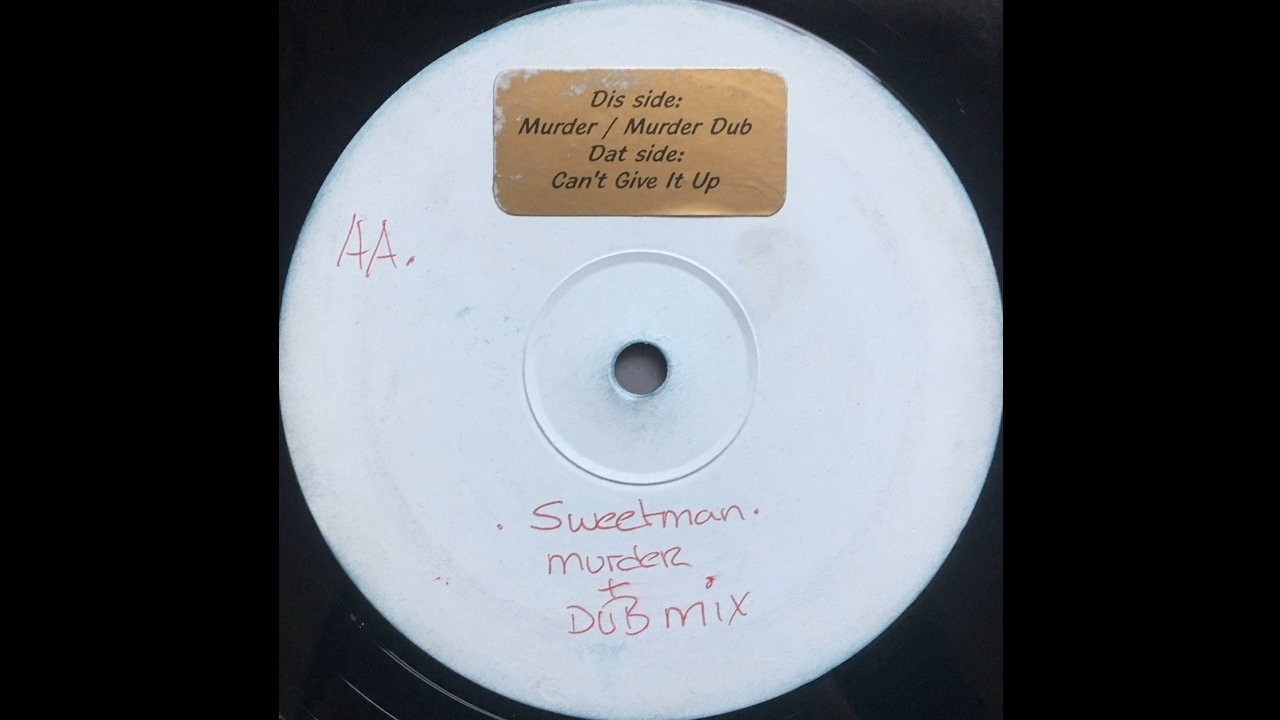 Dis side:
Murder / Murder Dub
Dat side:
Can't Give It Up
AA.
. Sweetman.
murder
+
DUB mix